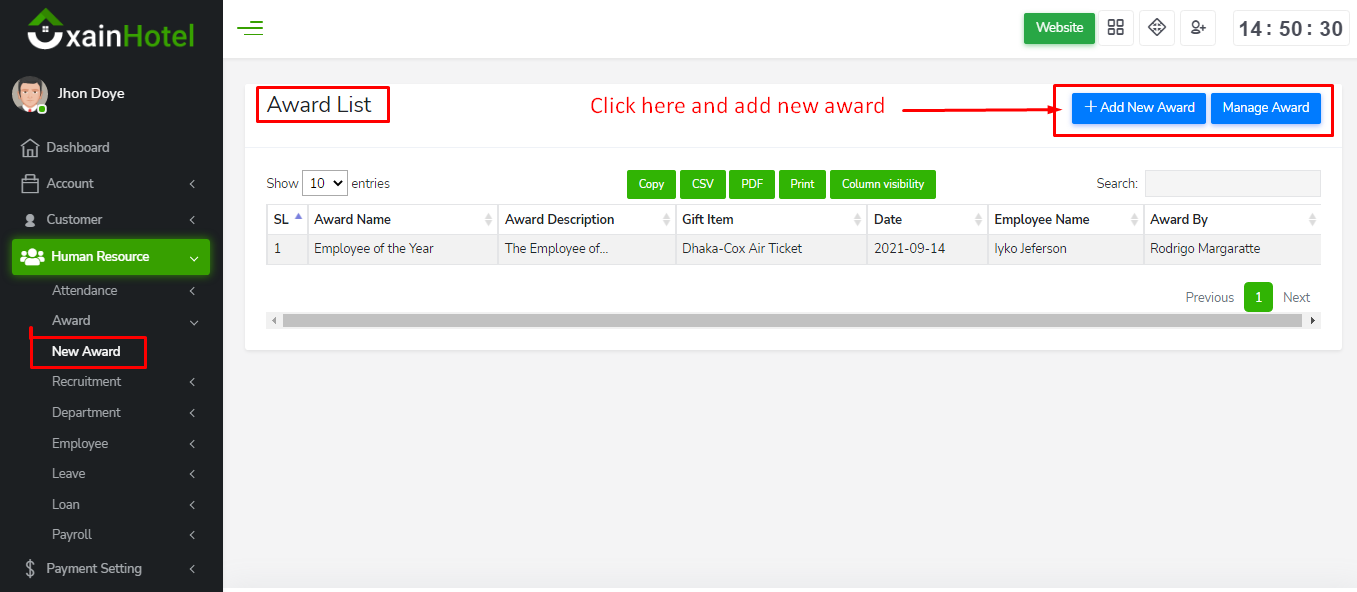 xainHotel
Website
14 : 50 : 30
Jhon Doye
Dashboard
Account
Customer
Human Resource
Attendance
Award
New Award
Recruitment
Department
Employee
Leave
Loan
Payroll
Payment Setting
Award List
Click here and add new award
+ Add New Award
Manage Award
Show 10 entries
Copy CSV PDF Print Column visibility
Search:
SL Award Name Award Description Gift Item Date Employee Name Award By
1 Employee of the Year The Employee of... Dhaka-Cox Air Ticket 2021-09-14 Iyko Jeferson Rodrigo Margaratte
Previous 1 Next